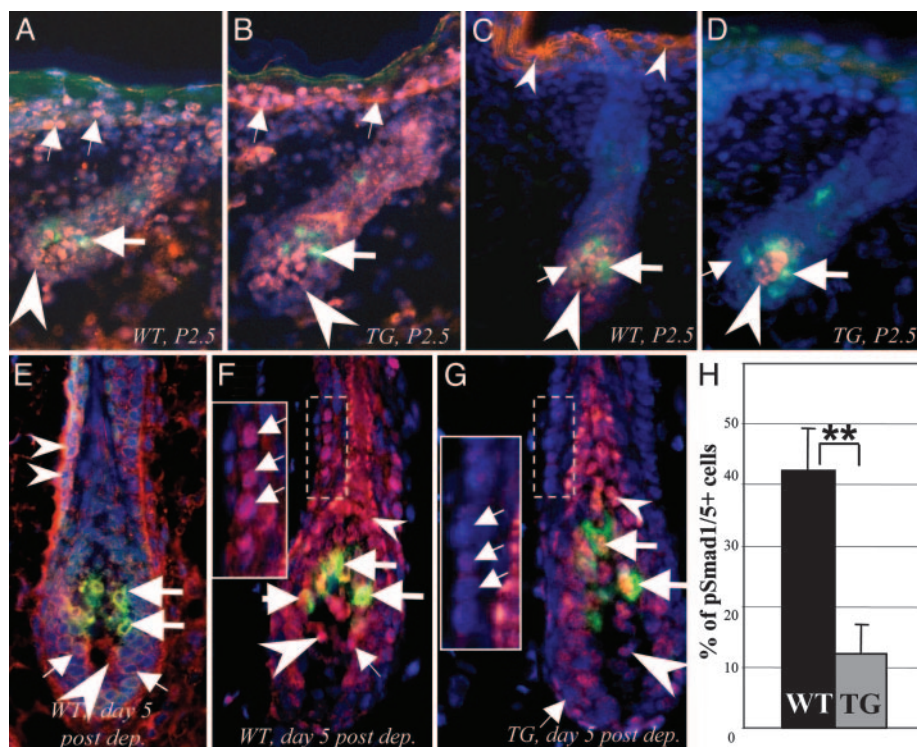 A
B
C
D
WT, P2.5
TG, P2.5
WT, P2.5
TG, P2.5
E
F
G
H
WT, day 5
post dep.
WT, day 5 post dep.
TG, day 5 post dep.
% of pSmad1/5+ cells
50
40
30
20
10
0
**
WT
TG